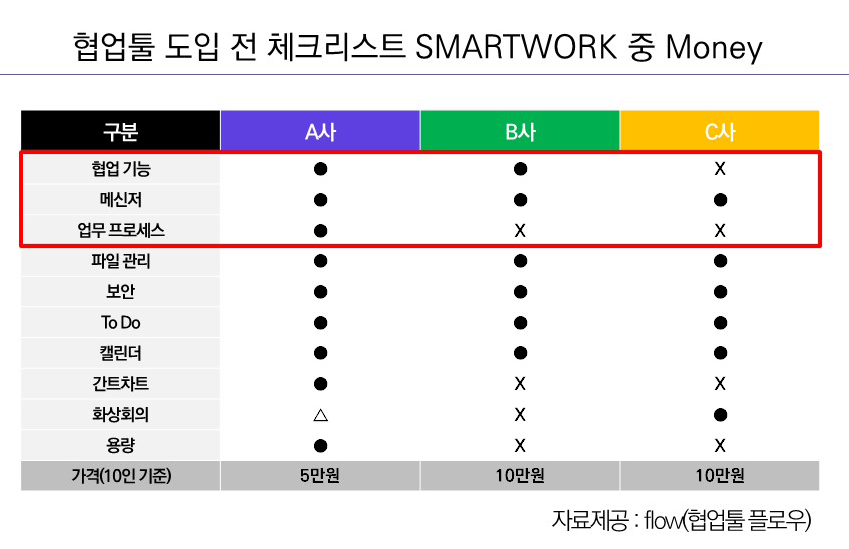 협업툴 도입 전 체크리스트 SMARTWORK 중 Money
구분 A사 B사 C사
협업 기능 ● ● X
메신저 ● ● ●
업무 프로세스 ● X X
파일 관리 ● ● ●
보안 ● ● ●
To Do ● ● ●
캘린더 ● ● ●
간트차트 ● X X
화상회의 △ X ●
용량 ● X X
가격(10인 기준) 5만원 10만원 10만원
자료제공 : flow(협업툴 플로우)